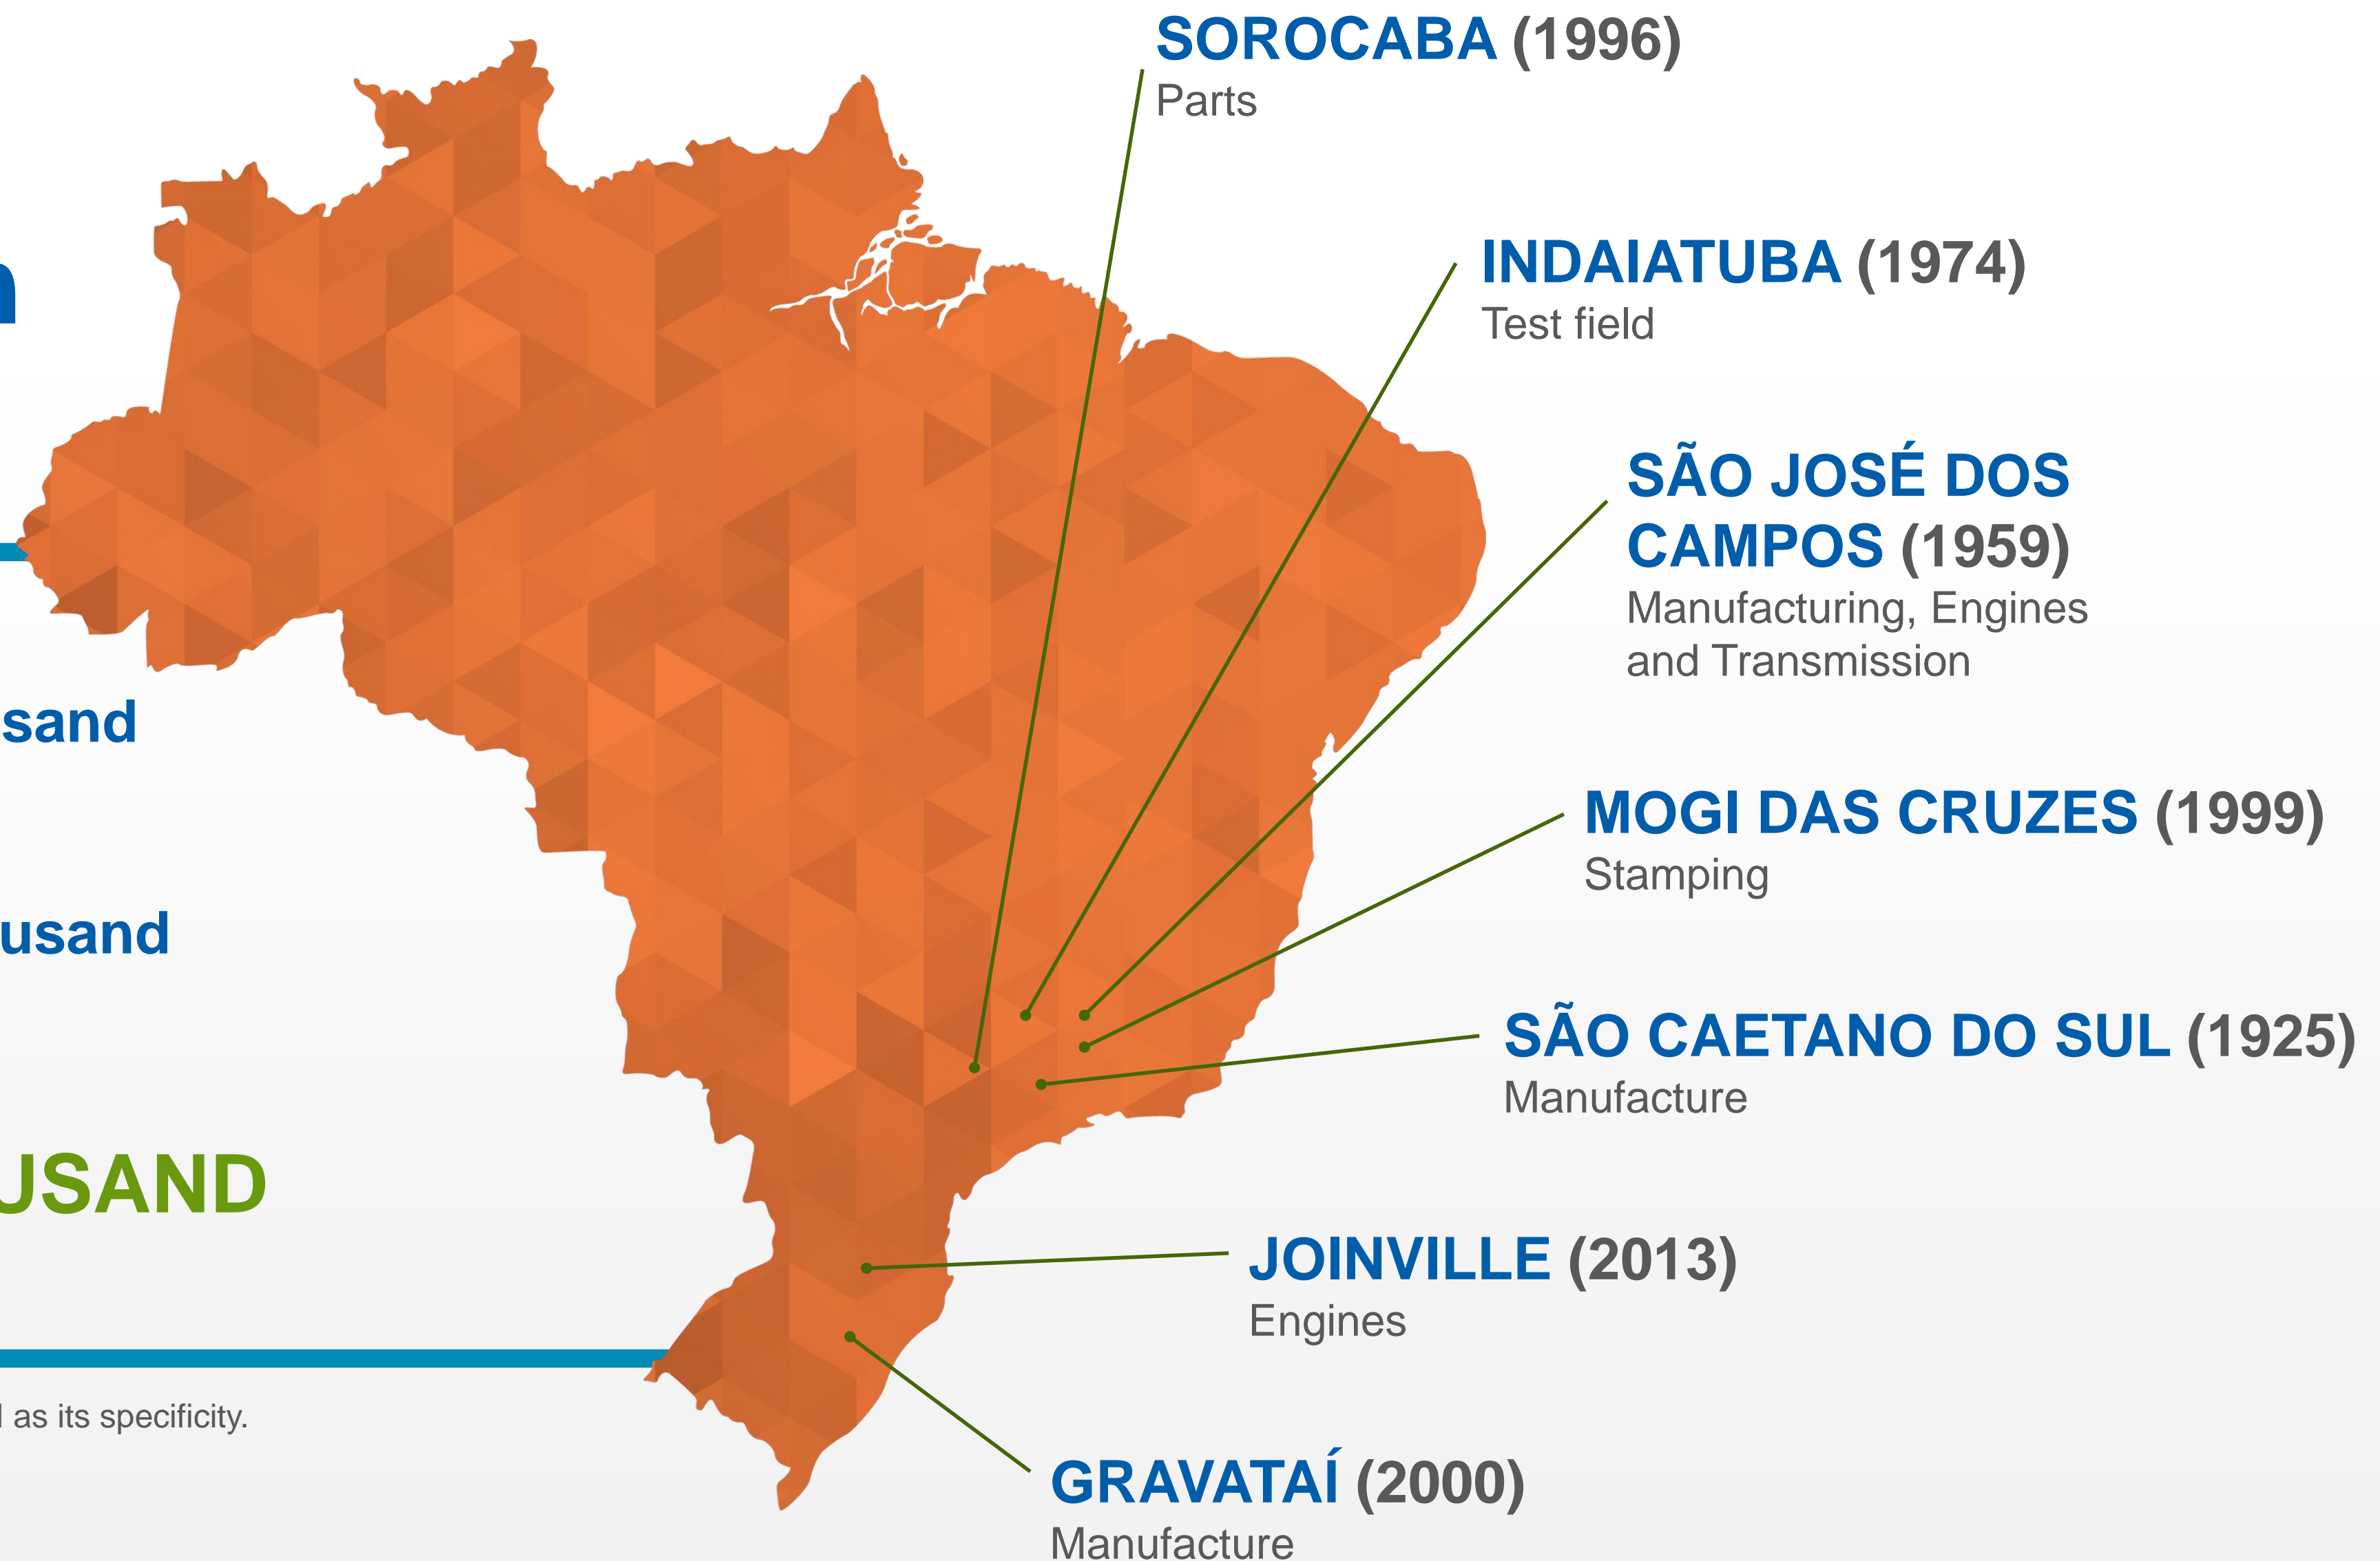 SOROCABA (1996)
Parts
INDAIATUBA (1974)
Test field
SÃO JOSÉ DOS
CAMPOS (1959)
Manufacturing, Engines
and Transmission
sand
MOGI DAS CRUZES (1999)
Stamping
usand
SÃO CAETANO DO SUL (1925)
Manufacture
USAND
JOINVILLE (2013)
Engines
as its specificity.
GRAVATAÍ (2000)
Manufacture